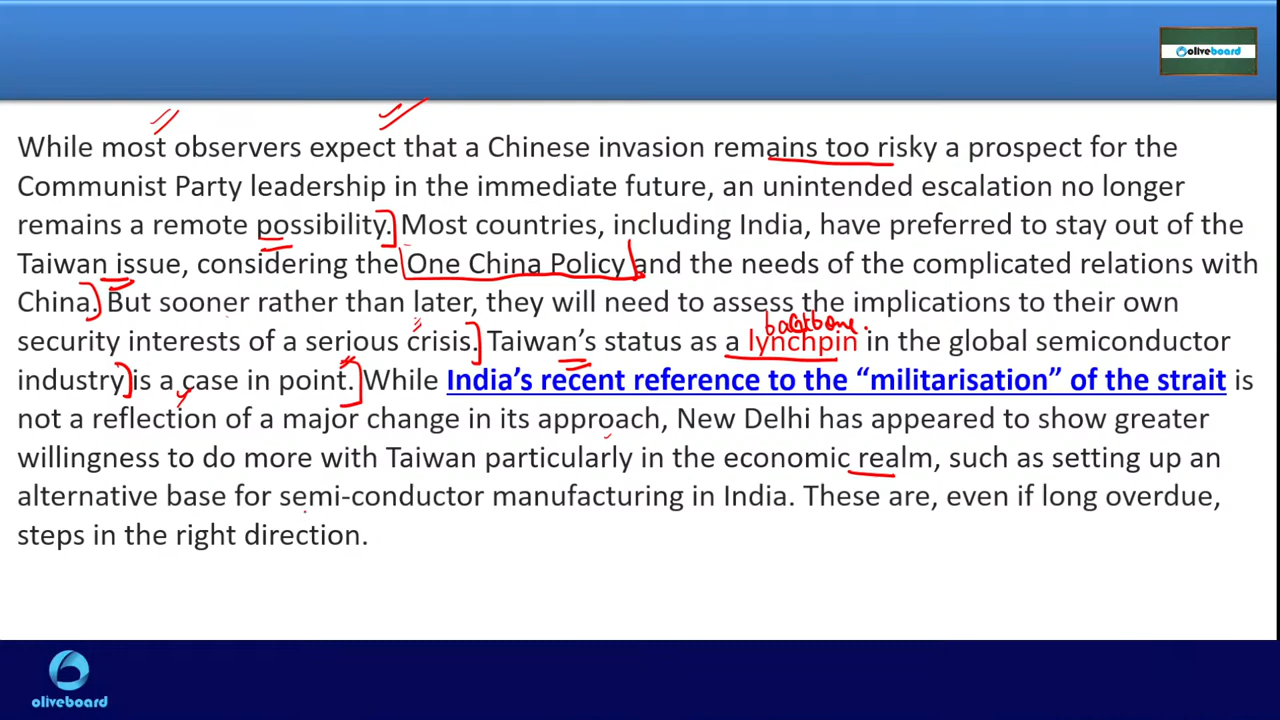 oliveboard
While most observers expect that a Chinese invasion remains too risky a prospect for the
Communist Party leadership in the immediate future, an unintended escalation no longer
remains a remote possibility. Most countries, including India, have preferred to stay out of the
Taiwan issue, considering the One China Policy and the needs of the complicated relations with
China. But sooner rather than later, they will need to assess the implications to their own
backbone.
security interests of a serious crisis. Taiwan’s status as a lynchpin in the global semiconductor
industry is a case in point. While India’s recent reference to the “militarisation” of the strait is
not a reflection of a major change in its approach, New Delhi has appeared to show greater
willingness to do more with Taiwan particularly in the economic realm, such as setting up an
alternative base for semi-conductor manufacturing in India. These are, even if long overdue,
steps in the right direction.
oliveboard